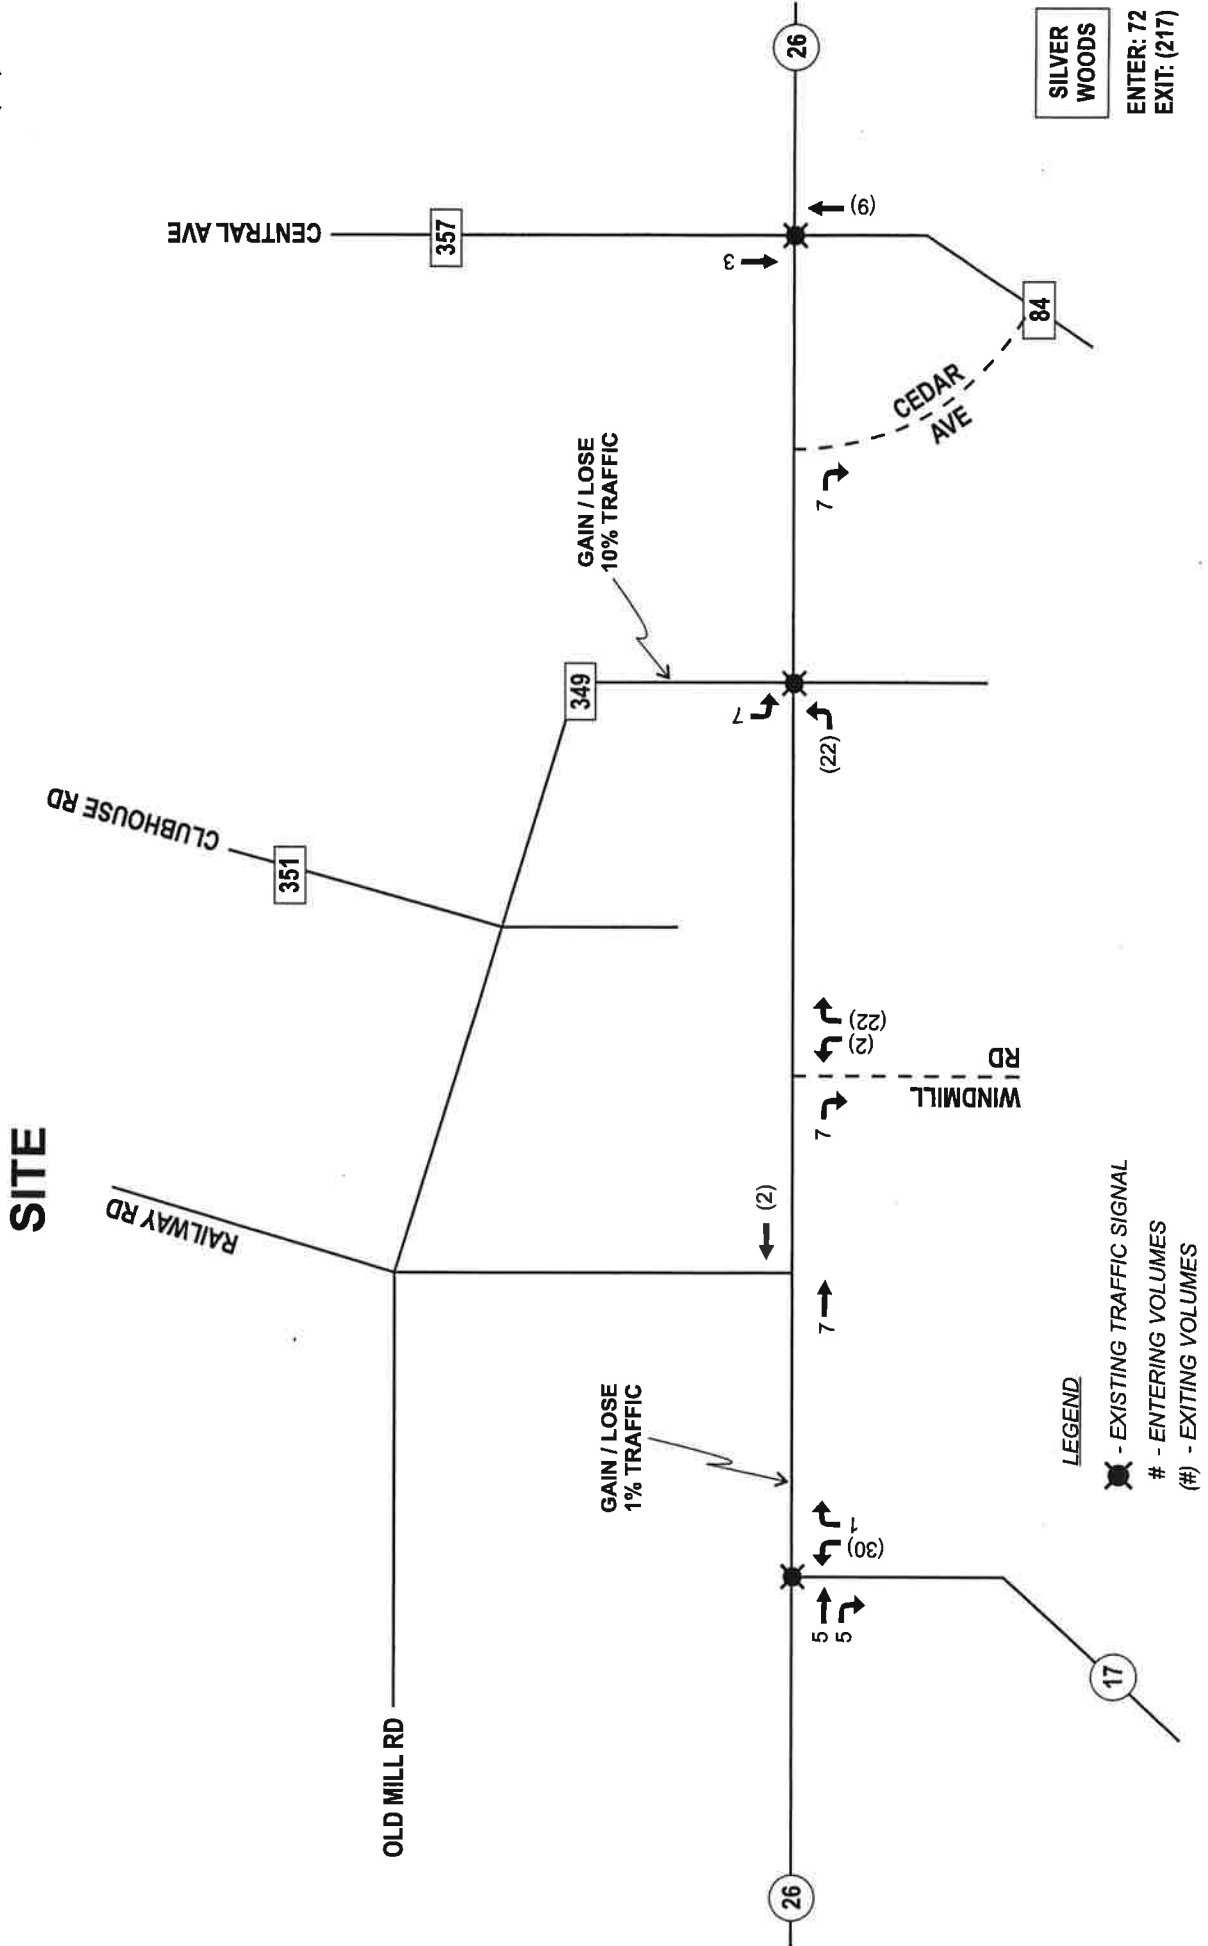 SITE
RAILWAY RD
CLUBHOUSE RD
351
CENTRAL AVE
357
OLD MILL RD
349
GAIN / LOSE
10% TRAFFIC
GAIN / LOSE
1% TRAFFIC
26
5
5
(30)
1
17
7
(2)
7
WINDMILL
RD
(2)
(22)
7
(22)
7
CEDAR
AVE
84
3
(9)
26
LEGEND
- EXISTING TRAFFIC SIGNAL
# - ENTERING VOLUMES
(#) - EXITING VOLUMES
SILVER
WOODS
ENTER: 72
EXIT: (217)